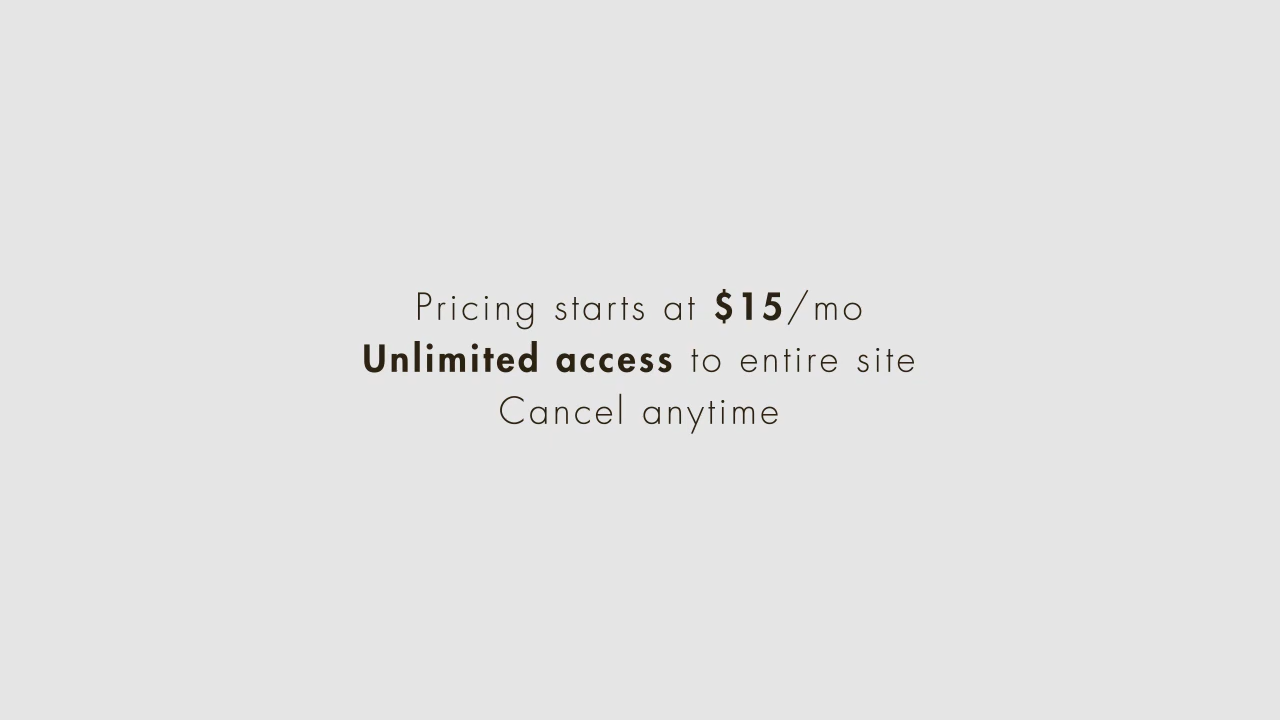 Pricing starts at $15/mo
Unlimited access to entire site
Cancel anytime